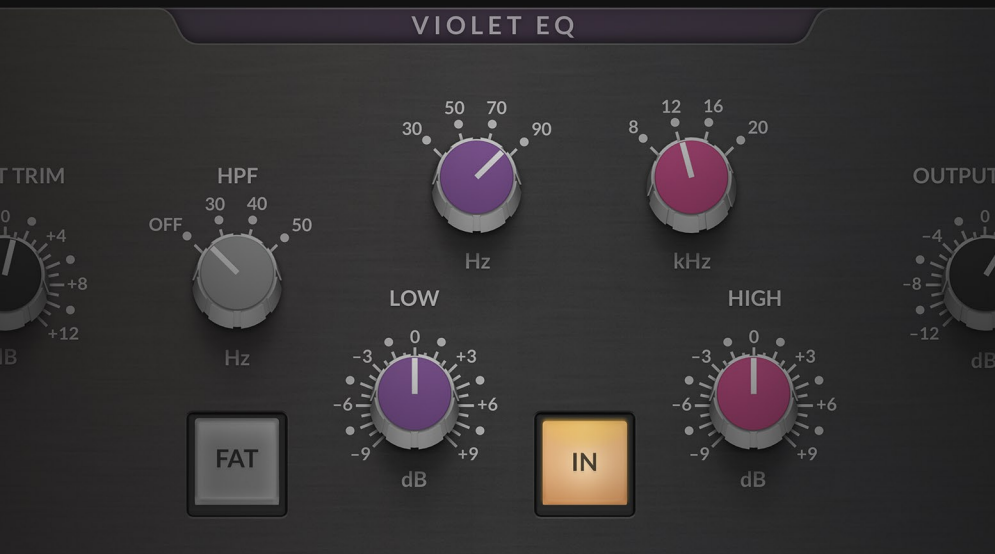 VIOLET EQ
T TRIM
0
+4
+8
+12
dB
HPF
OFF
30
40
50
Hz
30
50
70
90
Hz
8
12
16
20
kHz
OUTPUT
0
−4
−8
−12
dB
LOW
0
−3
+3
−6
+6
−9
+9
dB
HIGH
0
−3
+3
−6
+6
−9
+9
dB
FAT
IN